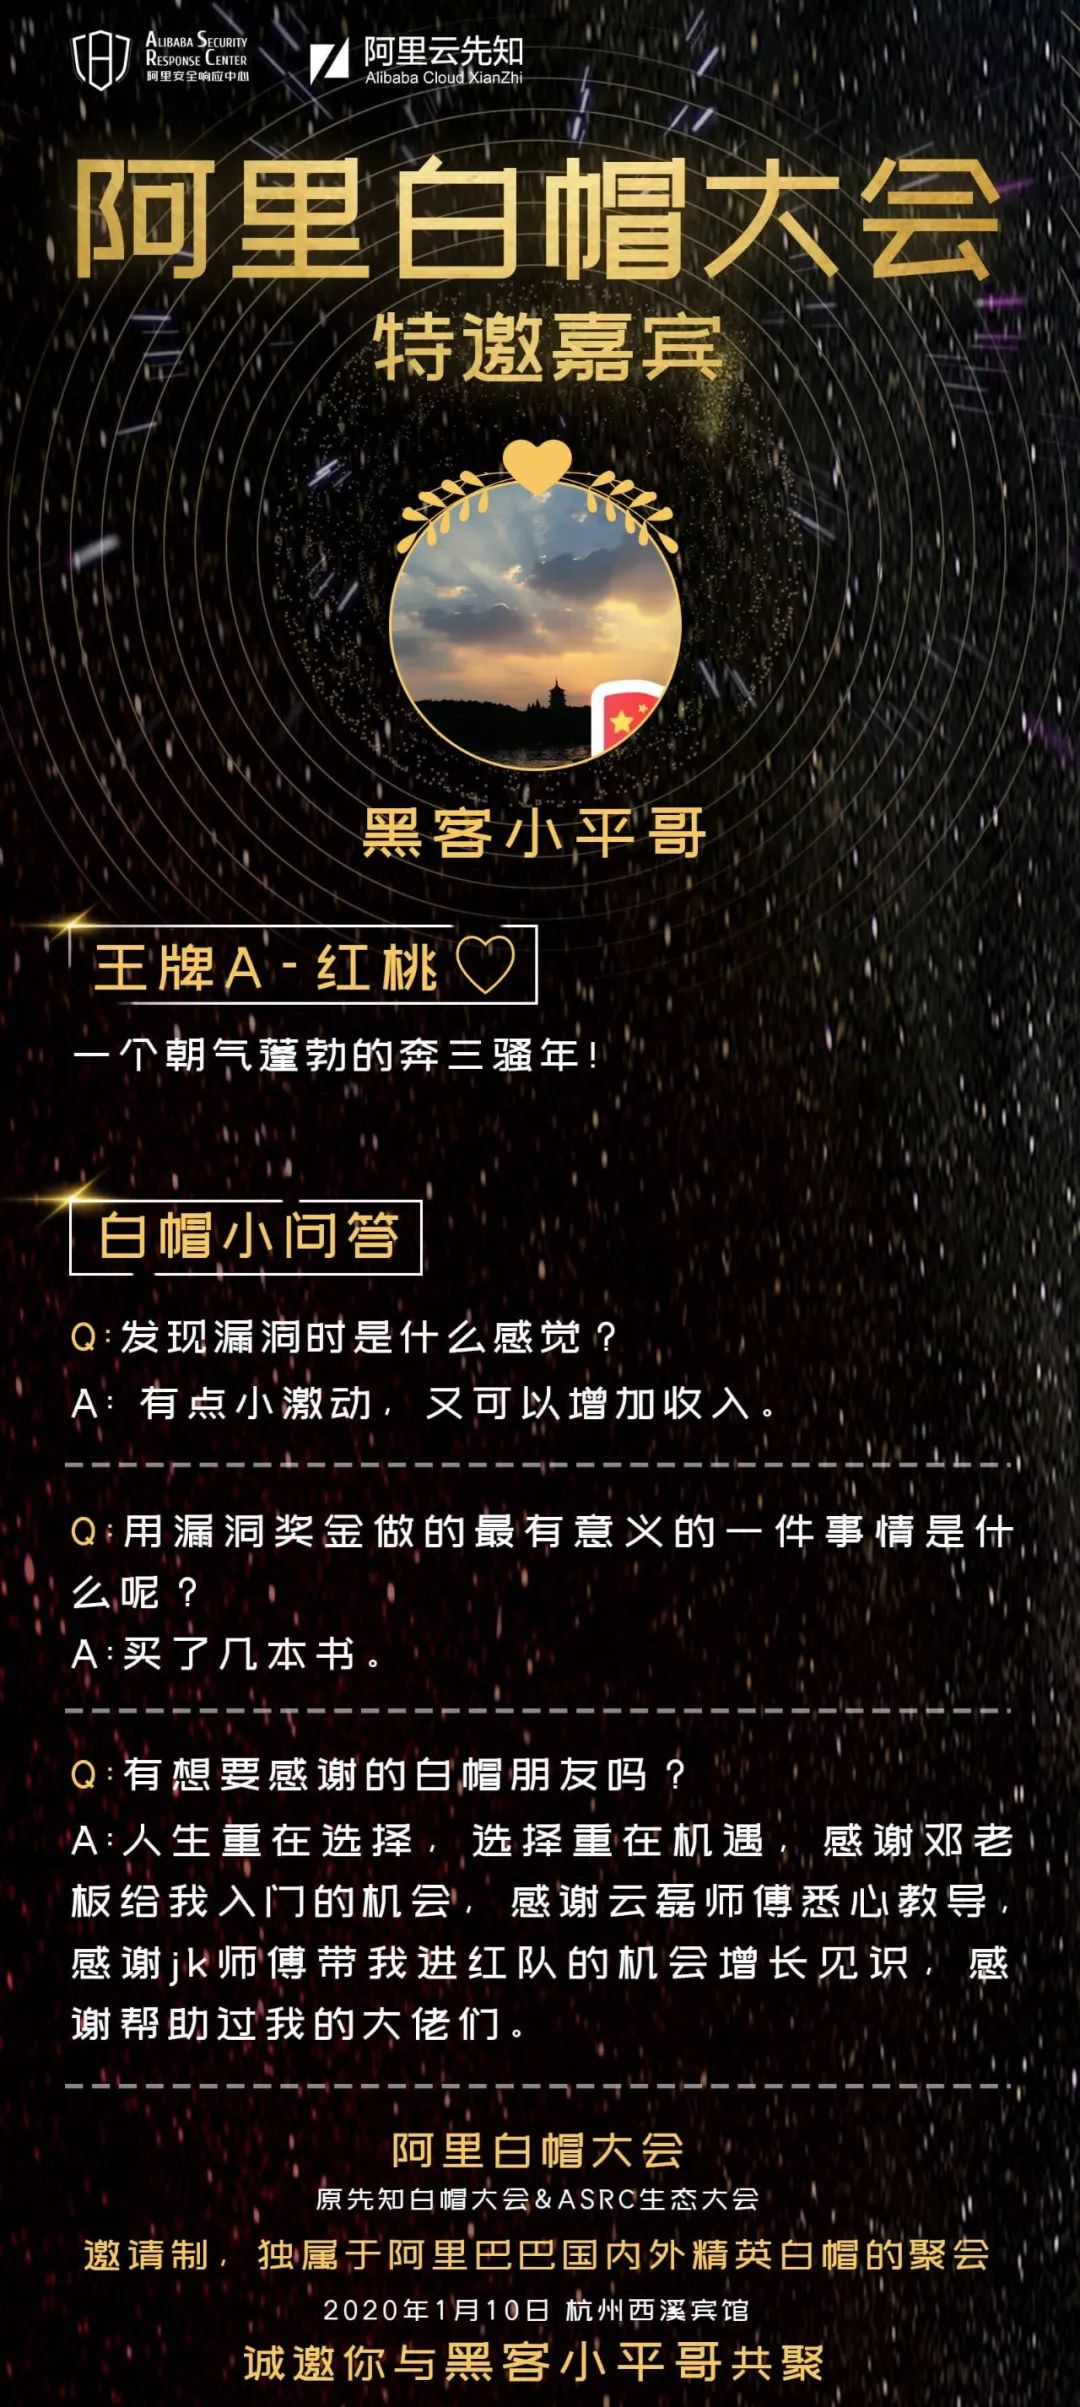 ALIBABA SECURITY
RESPONSE CENTER
阿里安全响应中心
阿里云先知
Alibaba Cloud XianZhi
阿里白帽大会
特邀嘉宾
黑客小平哥
王牌A-红桃♡
一个朝气蓬勃的奔三骚年!
白帽小问答
Q:发现漏洞时是什么感觉？
A: 有点小激动，又可以增加收入。
Q:用漏洞奖金做的最有意义的一件事情是什
么呢？
A:买了几本书。
Q:有想要感谢的白帽朋友吗？
A:人生重在选择，选择重在机遇，感谢邓老
板给我入门的机会，感谢云磊师傅悉心教导，
感谢jk师傅带我进红队的机会增长见识，感
谢帮助过我的大佬们。
阿里白帽大会
原先知白帽大会&ASRC生态大会
邀请制，独属于阿里巴巴国内外精英白帽的聚会
2020年1月10日 杭州西溪宾馆
诚邀你与黑客小平哥共聚